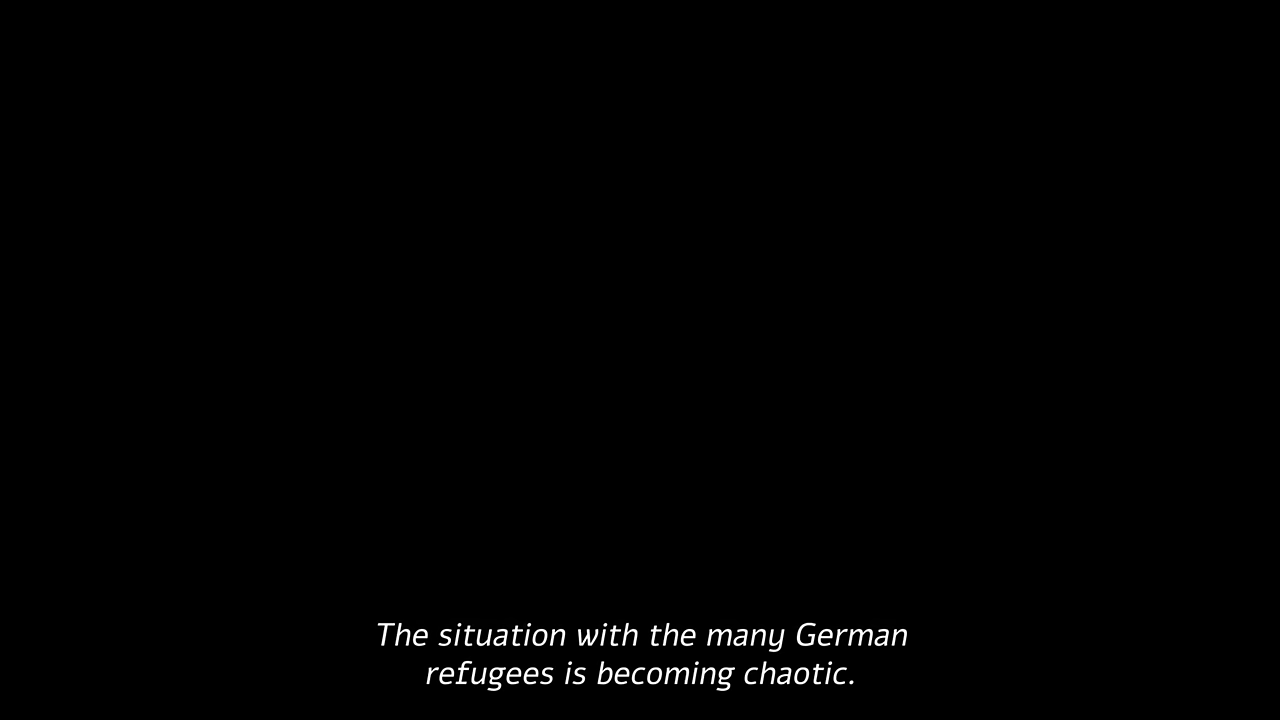 The situation with the many German
refugees is becoming chaotic.